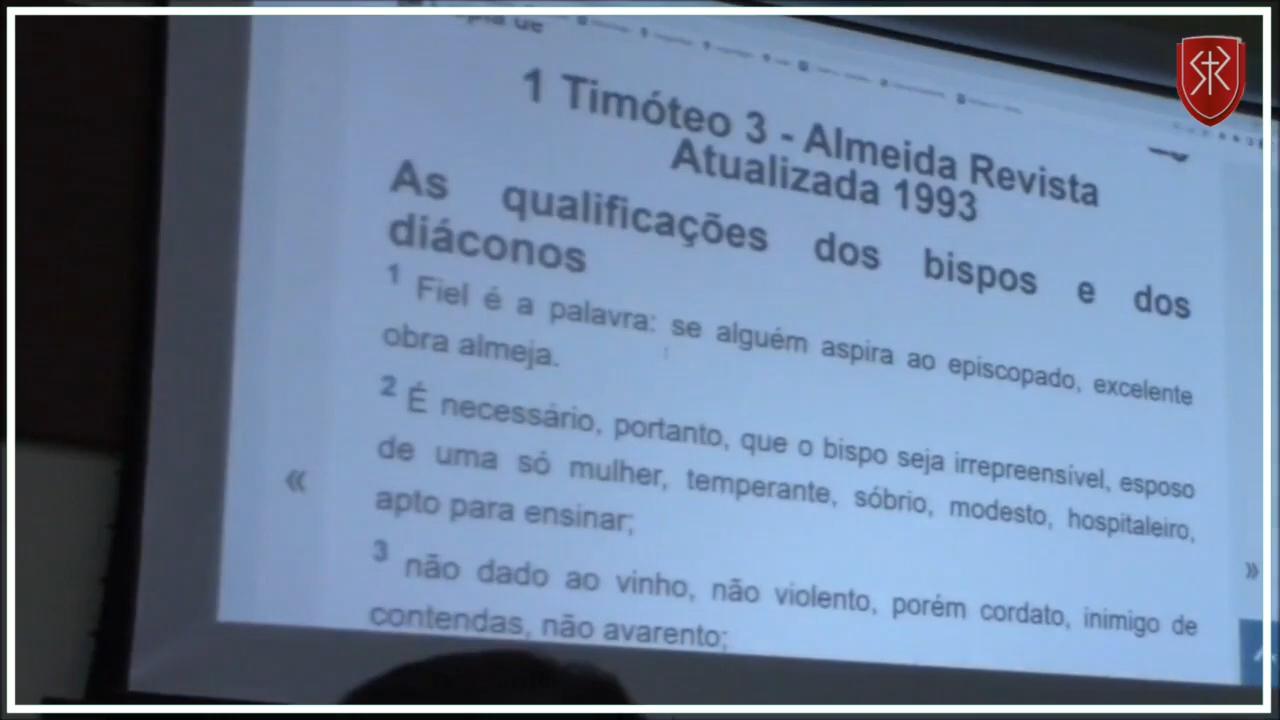 1 Timóteo 3 - Almeida Revista
Atualizada 1993
As qualificações dos bispos e dos
diáconos
1 Fiel é a palavra: se alguém aspira ao episcopado, excelente
obra almeja.
2 É necessário, portanto, que o bispo seja irrepreensível, esposo
de uma só mulher, temperante, sóbrio, modesto, hospitaleiro,
apto para ensinar;
«
3 não dado ao vinho, não violento, porém cordato, inimigo de
contendas, não avarento;
»